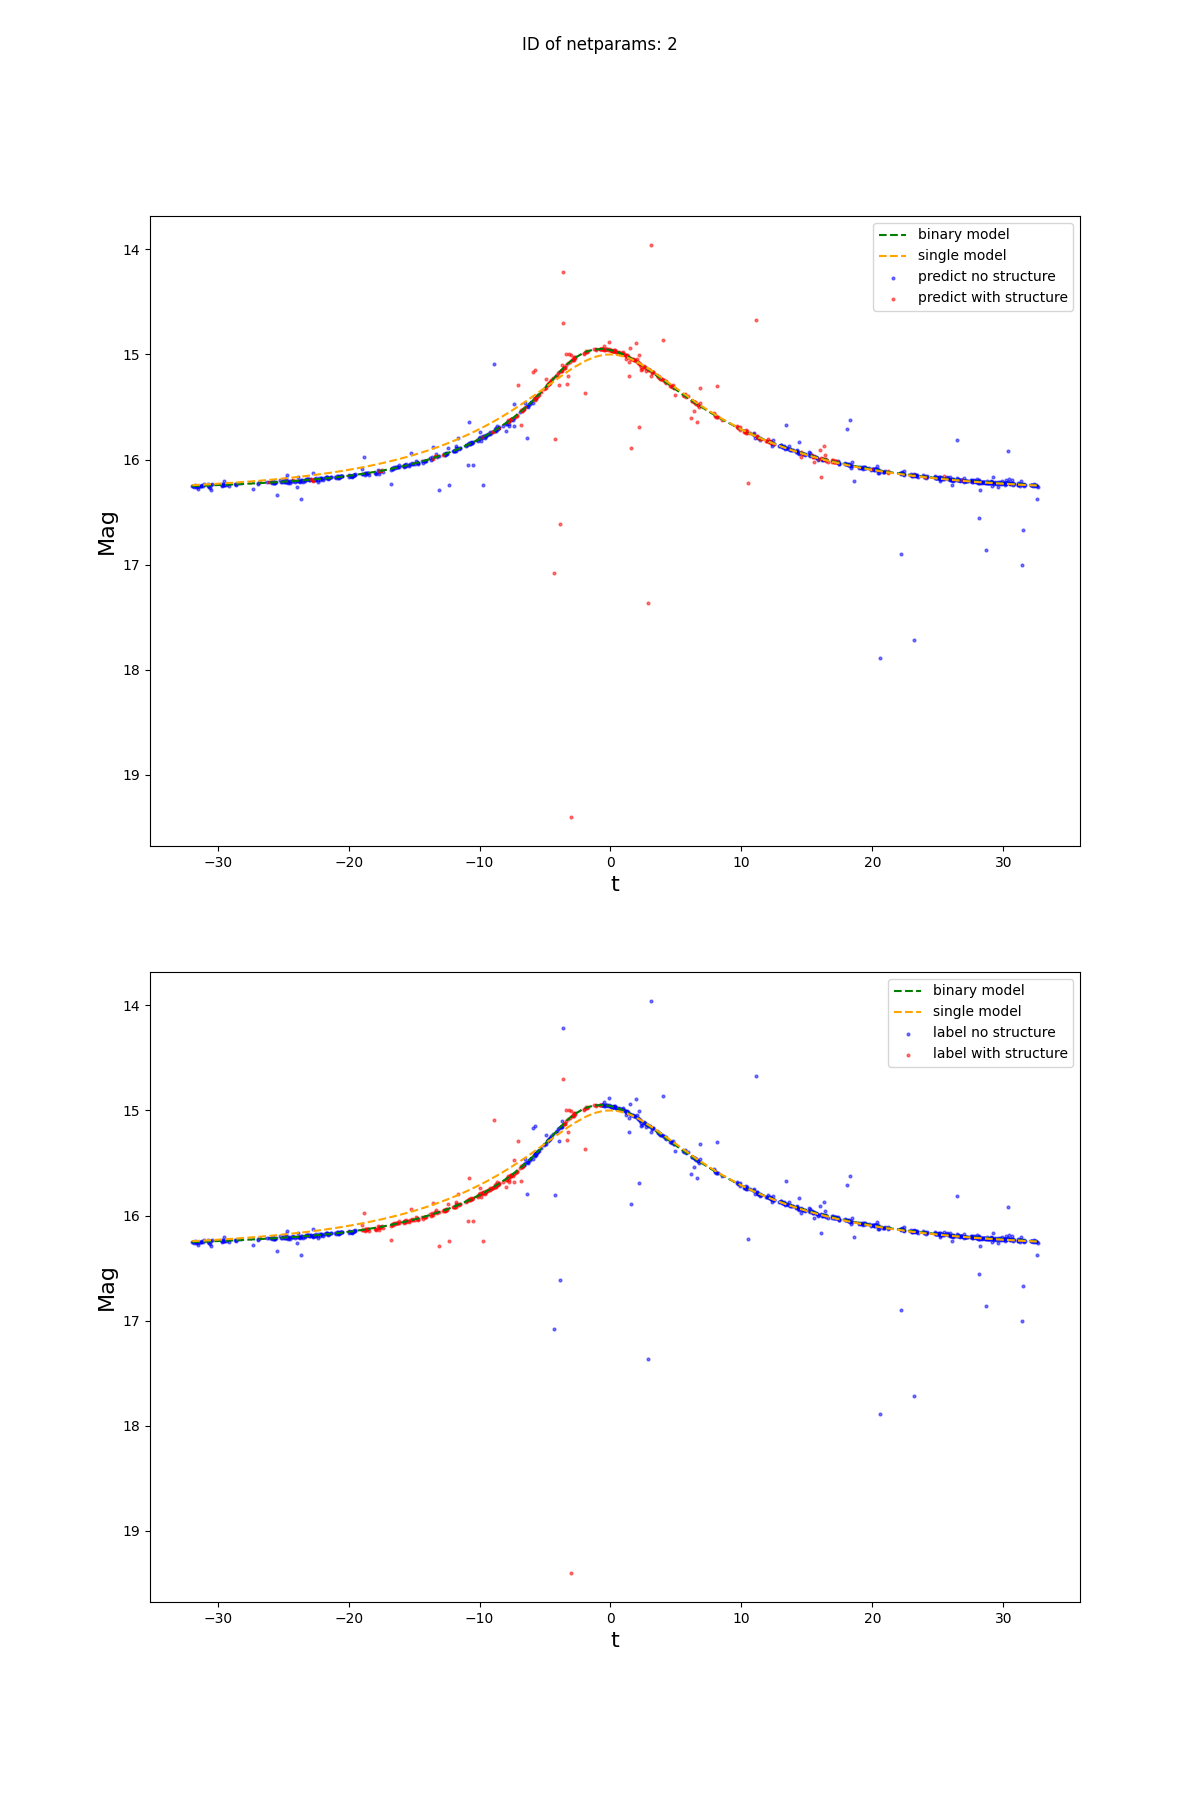 ID of netparams: 2
14
15
16
17
18
19
Mag
binary model
single model
predict no structure
predict with structure
−30
−20
−10
0
10
20
30
t
14
15
16
17
18
19
Mag
binary model
single model
label no structure
label with structure
−30
−20
−10
0
10
20
30
t